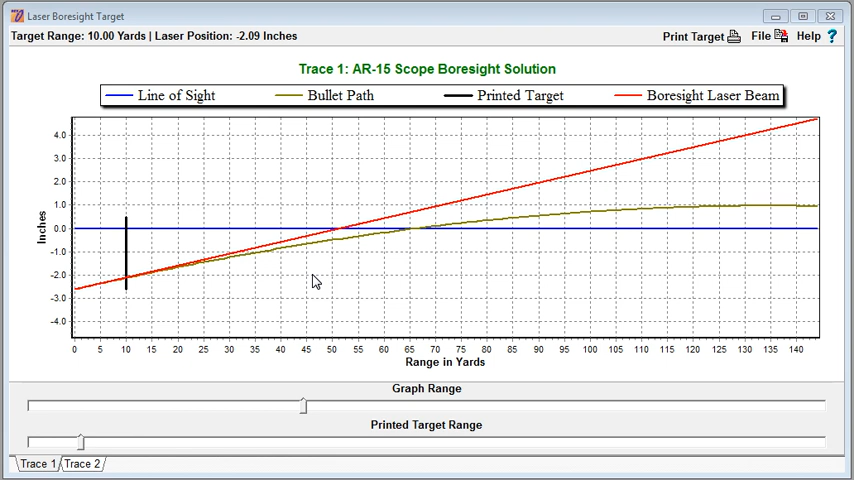 Laser Boresight Target
Target Range: 10.00 Yards | Laser Position: -2.09 Inches
Print Target File Help ?
Trace 1: AR-15 Scope Boresight Solution
Line of Sight Bullet Path Printed Target Boresight Laser Beam
4.0
3.0
2.0
1.0
0.0
-1.0
-2.0
-3.0
-4.0
Inches
0 5 10 15 20 25 30 35 40 45 50 55 60 65 70 75 80 85 90 95 100 105 110 115 120 125 130 135 140
Range in Yards
Graph Range
Printed Target Range
Trace 1 Trace 2